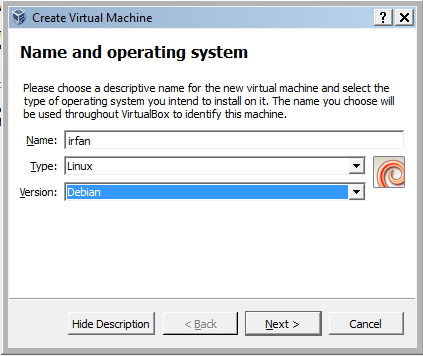 Create Virtual Machine
Name and operating system
Please choose a descriptive name for the new virtual machine and select the
type of operating system you intend to install on it. The name you choose will
be used throughout VirtualBox to identify this machine.
Name: irfan
Type: Linux
Version: Debian
Hide Description < Back Next > Cancel